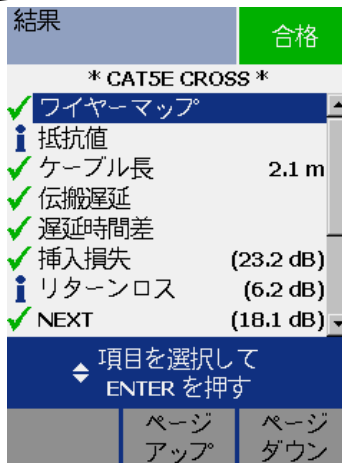 結果
合格
* CAT5E CROSS *
ワイヤーマップ
抵抗値
ケーブル長 2.1 m
伝搬遅延
遅延時間差
挿入損失 (23.2 dB)
リターンロス (6.2 dB)
NEXT (18.1 dB)
項目を選択して
ENTER を押す
ページ
アップ
ページ
ダウン